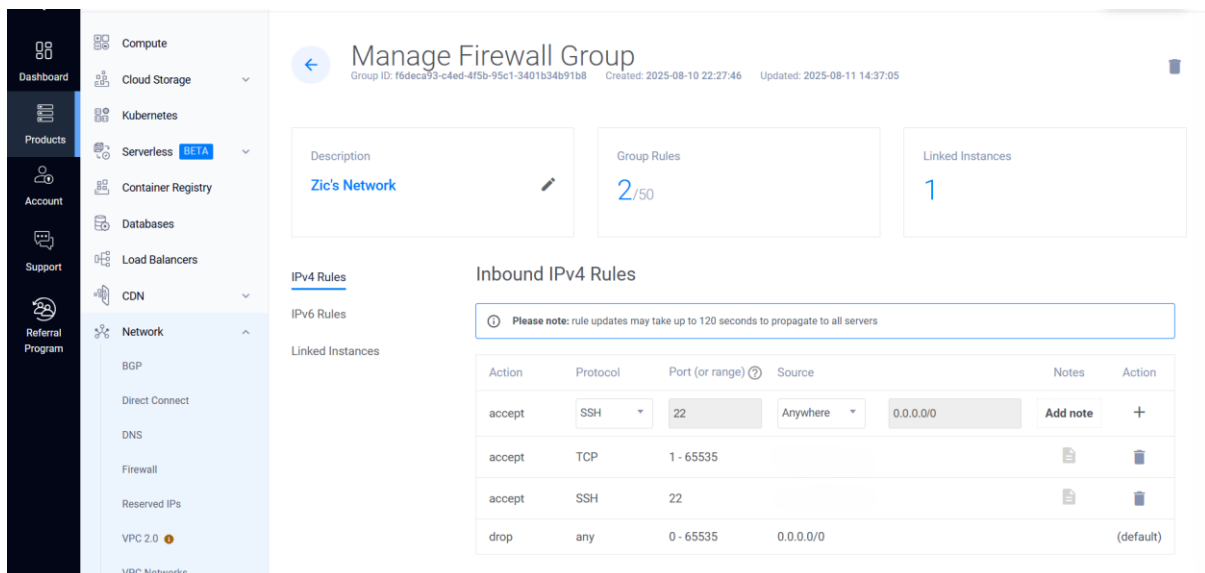 Dashboard
Products
Account
Support
Referral
Program
Compute
Cloud Storage
Kubernetes
Serverless BETA
Container Registry
Databases
Load Balancers
CDN
Network
BGP
Direct Connect
DNS
Firewall
Reserved IPs
VPC 2.0
VPC Networks
Manage Firewall Group
Group ID: f6deca93-c4ed-4f5b-95c1-3401b34b91b8 Created: 2025-08-10 22:27:46 Updated: 2025-08-11 14:37:05
Description
Zic's Network
Group Rules
2/50
Linked Instances
1
IPv4 Rules
IPv6 Rules
Linked Instances
Inbound IPv4 Rules
Please note: rule updates may take up to 120 seconds to propagate to all servers
Action Protocol Port (or range) Source Notes Action
accept SSH 22 Anywhere 0.0.0.0/0 Add note +
accept TCP 1 - 65535
accept SSH 22
drop any 0 - 65535 0.0.0.0/0 (default)